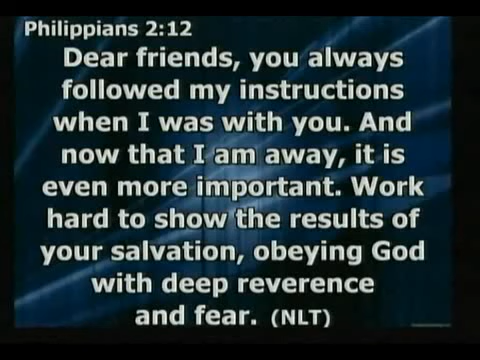 Philippians 2:12
Dear friends, you always
followed my instructions
when I was with you. And
now that I am away, it is
even more important. Work
hard to show the results of
your salvation, obeying God
with deep reverence
and fear. (NLT)